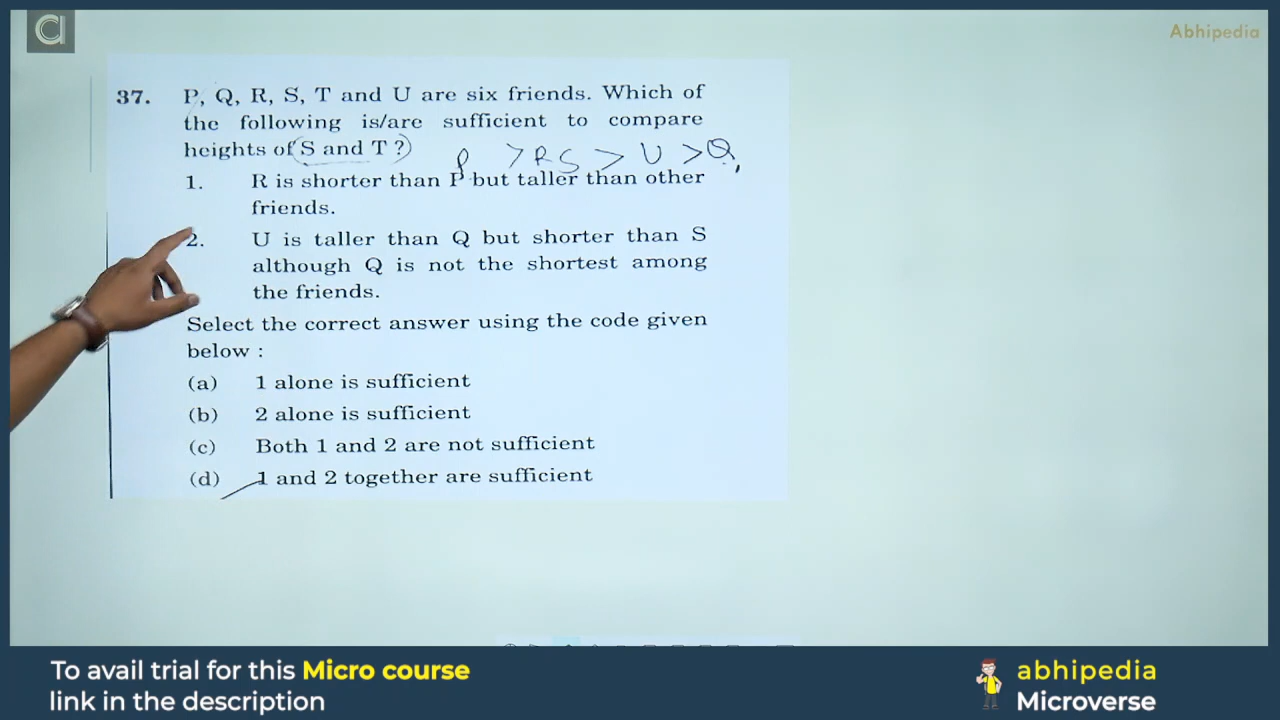 Abhipedia
37. P, Q, R, S, T and U are six friends. Which of
the following is/are sufficient to compare
heights of S and T ?
P > R S > U > Q,
1. R is shorter than P but taller than other
friends.
2. U is taller than Q but shorter than S
although Q is not the shortest among
the friends.
Select the correct answer using the code given
below :
(a) 1 alone is sufficient
(b) 2 alone is sufficient
(c) Both 1 and 2 are not sufficient
(d) 1 and 2 together are sufficient
To avail trial for this Micro course
link in the description
abhipedia
Microverse